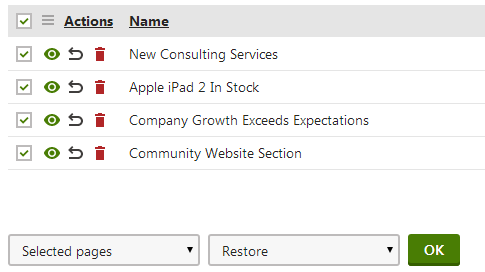 Actions Name
New Consulting Services
Apple iPad 2 In Stock
Company Growth Exceeds Expectations
Community Website Section
Selected pages Restore OK